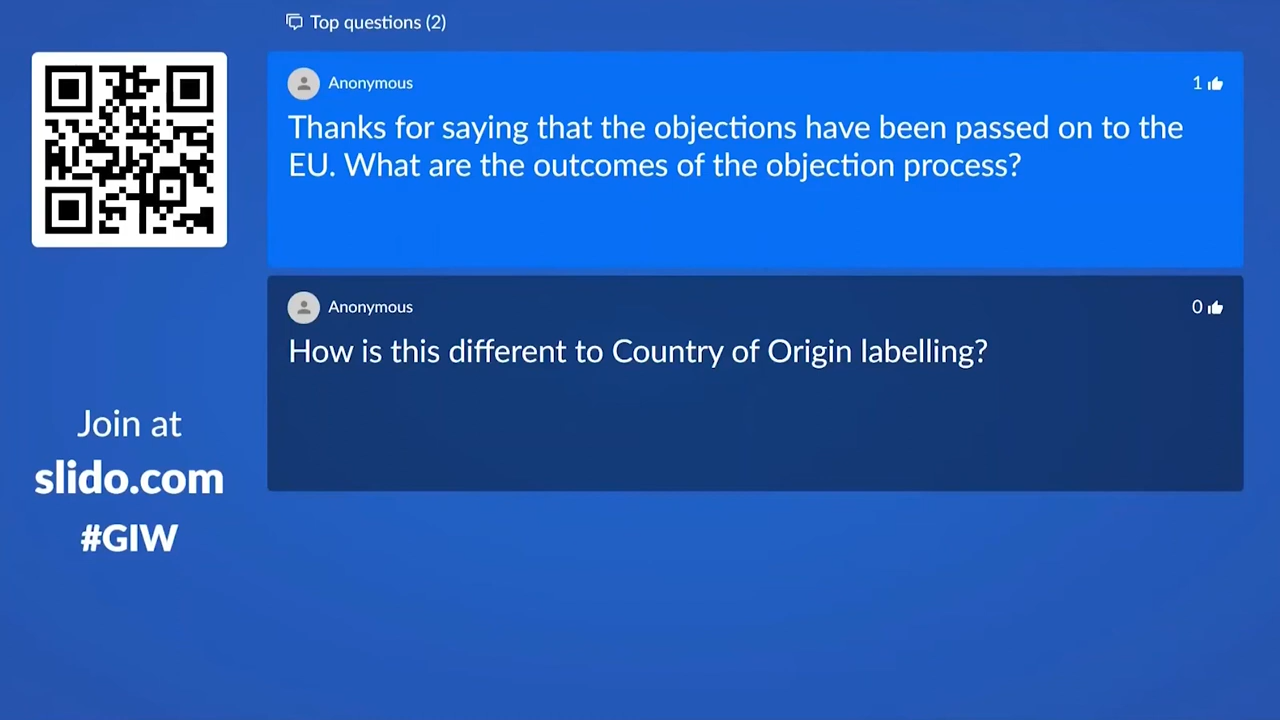 Top questions (2)
Anonymous
1
Thanks for saying that the objections have been passed on to the
EU. What are the outcomes of the objection process?
Anonymous
0
How is this different to Country of Origin labelling?
Join at
slido.com
#GIW